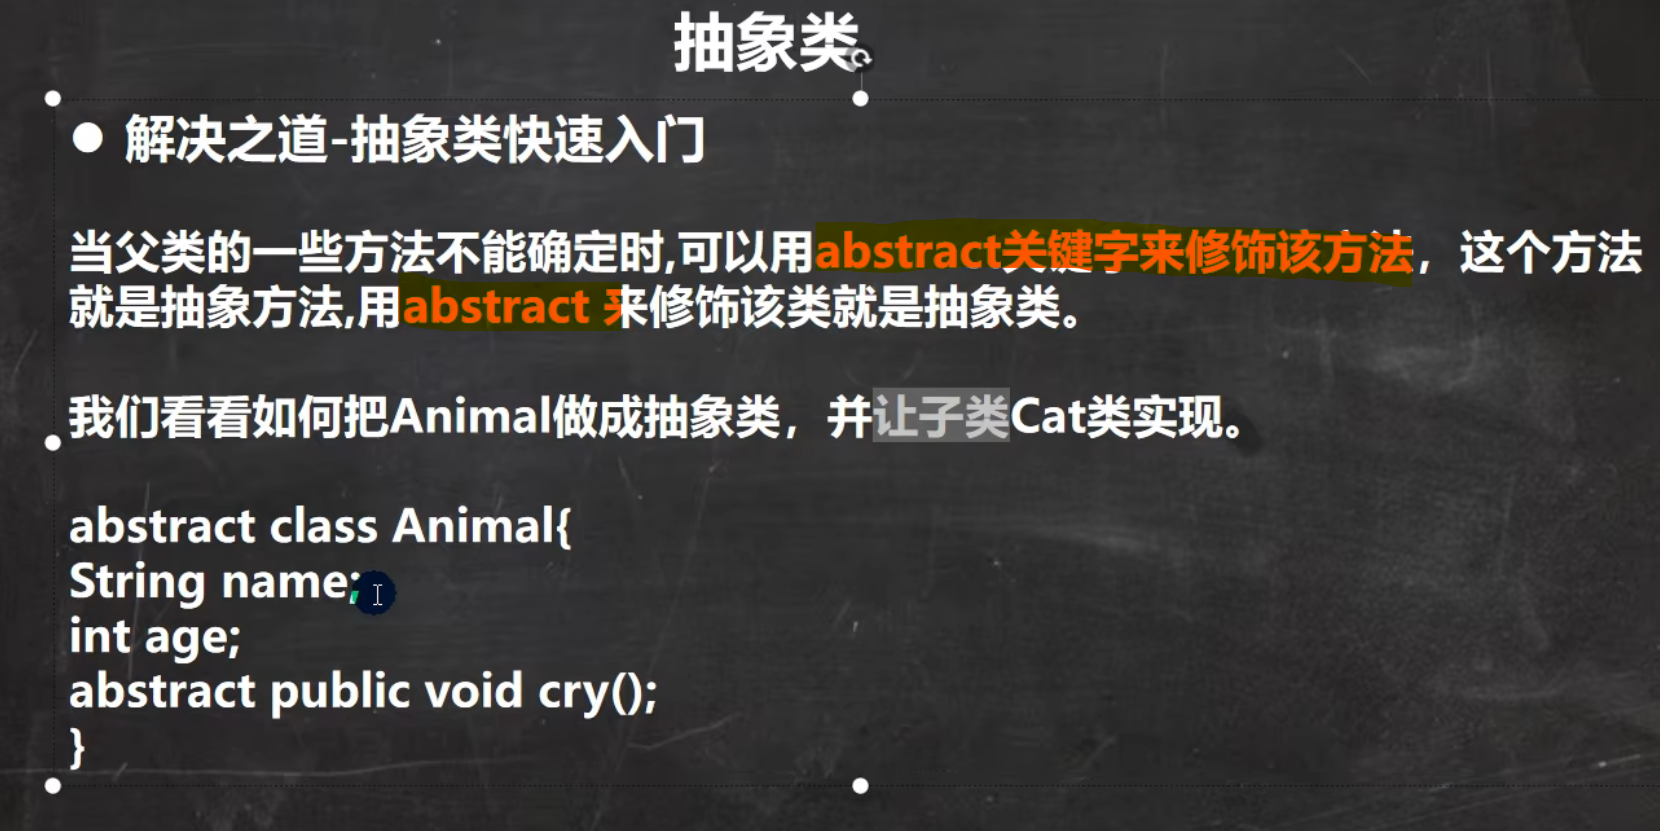 抽象类
● 解决之道-抽象类快速入门
当父类的一些方法不能确定时,可以用abstract关键字来修饰该方法，这个方法
就是抽象方法,用abstract 来修饰该类就是抽象类。
我们看看如何把Animal做成抽象类，并让子类Cat类实现。
abstract class Animal{
String name;
int age;
abstract public void cry();
}